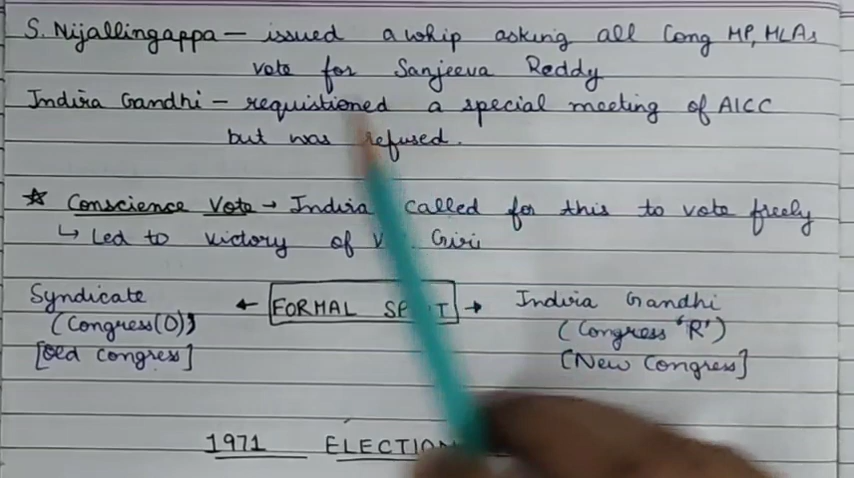 S. Nijallingappa – issued a whip asking all Cong MP, MLAs
vote for Sanjeeva Reddy
Indira Gandhi – requistioned a special meeting of AICC
but was refused.
☆ Conscience Vote → Indira called for this to vote freely
↳ Led to victory of V Giri
Syndicate ← FORMAL → Indira Gandhi
(Congress(O)) (Congress 'R')
[Old Congress] [New Congress]
1971 ELECTION